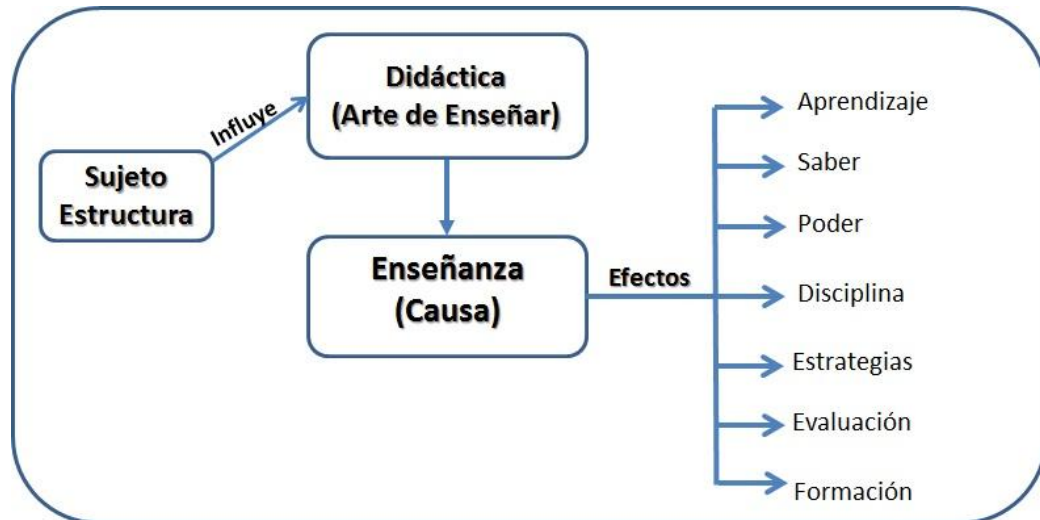 Didáctica
(Arte de Enseñar)
Influye
Sujeto
Estructura
Enseñanza
(Causa)
Efectos
Aprendizaje
Saber
Poder
Disciplina
Estrategias
Evaluación
Formación